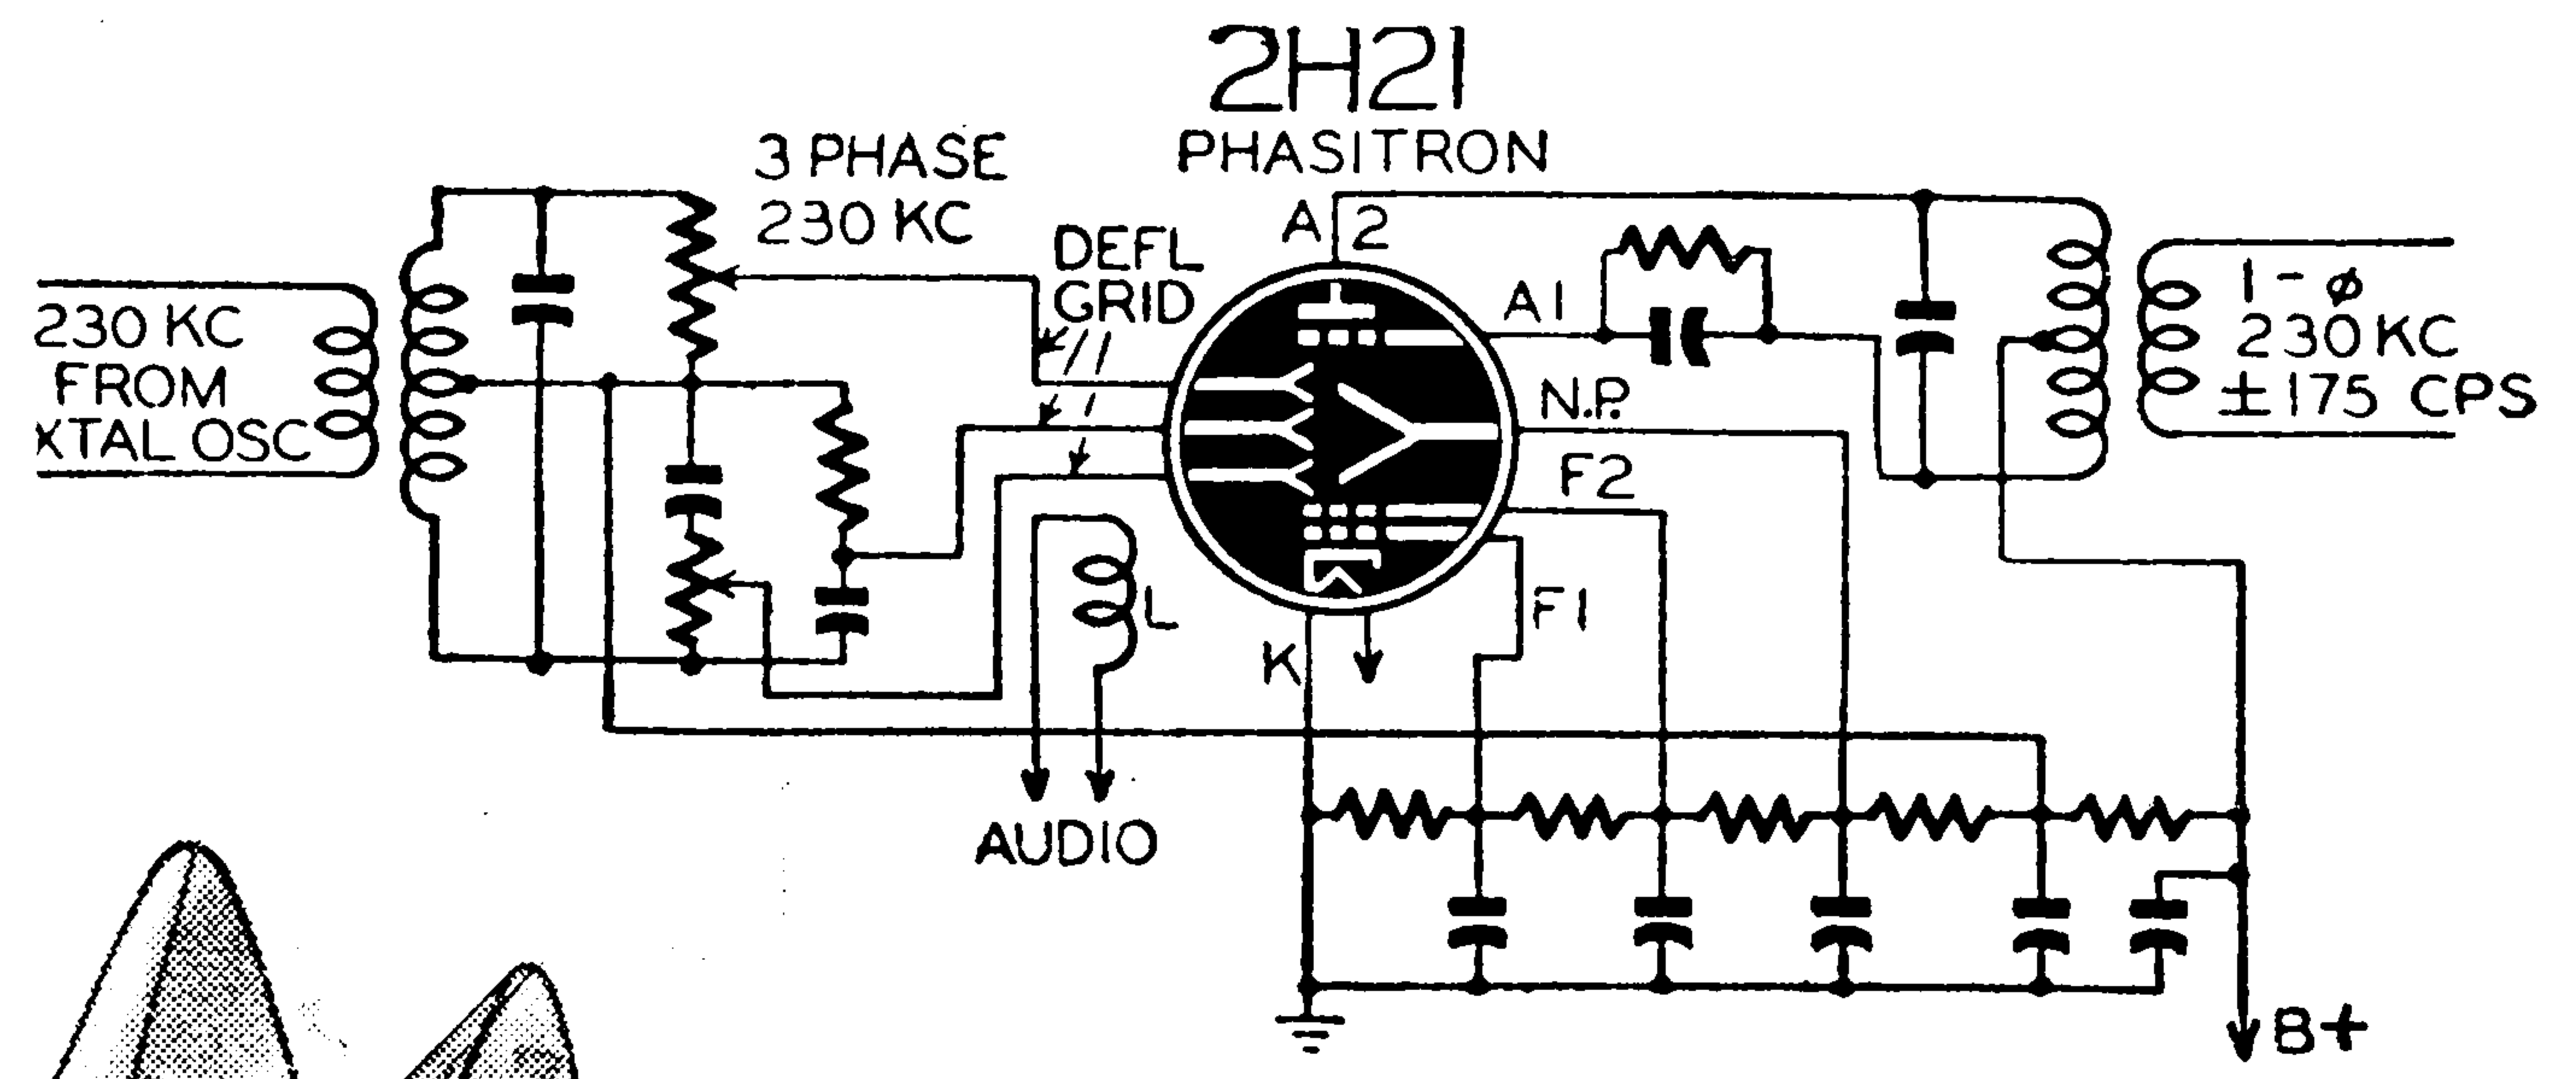 2H21
PHASITRON
3 PHASE
230 KC
DEFL
GRID
A 2
A1
N.P.
F2
F1
K
L
230 KC
FROM
XTAL OSC
1-ϕ
230 KC
±175 CPS
AUDIO
B+